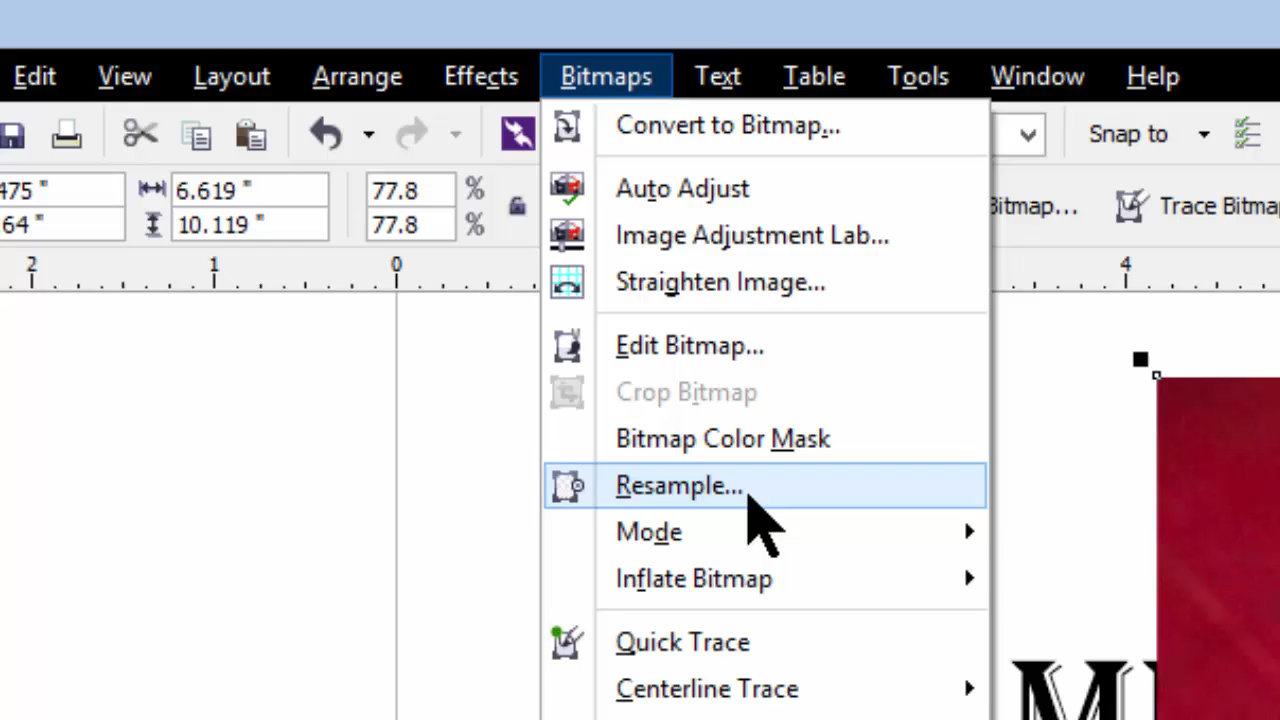 Edit View Layout Arrange Effects Bitmaps Text Table Tools Window Help
Convert to Bitmap...
Snap to
475 " 6.619 " 77.8 %
64 " 10.119 " 77.8 %
Auto Adjust
Bitmap... Trace Bitma
Image Adjustment Lab...
2 1 0 4
Straighten Image...
Edit Bitmap...
Crop Bitmap
Bitmap Color Mask
Resample...
Mode
Inflate Bitmap
Quick Trace
Centerline Trace
M